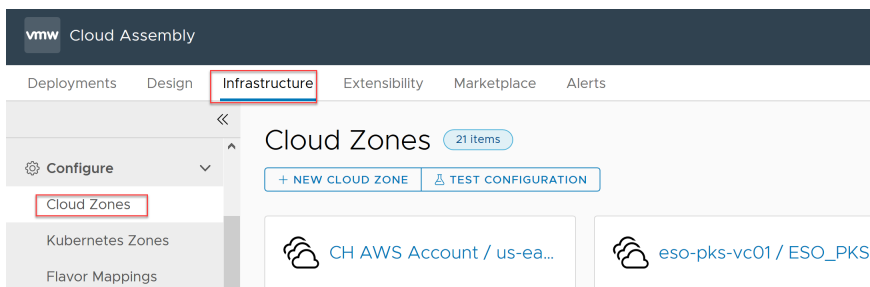 vmw Cloud Assembly
Deployments Design Infrastructure Extensibility Marketplace Alerts
Cloud Zones 21 items
Configure
+ NEW CLOUD ZONE TEST CONFIGURATION
Cloud Zones
Kubernetes Zones
CH AWS Account / us-ea... eso-pks-vc01 / ESO_PKS
Flavor Mappings